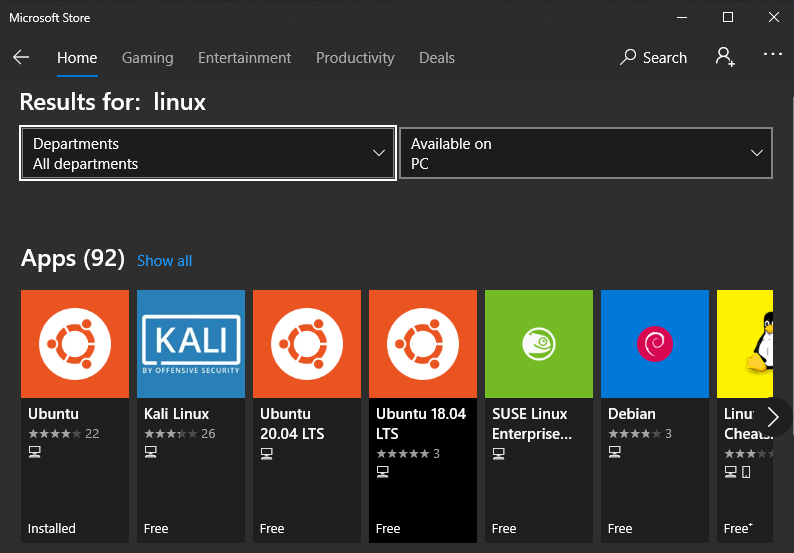 Microsoft Store
Home Gaming Entertainment Productivity Deals Search
Results for: linux
Departments
All departments
Available on
PC
Apps (92) Show all
KALI
BY OFFENSIVE SECURITY
Ubuntu
22
Installed
Kali Linux
26
Free
Ubuntu
20.04 LTS
Free
Ubuntu 18.04
LTS
3
Free
SUSE Linux
Enterprise...
Free
Debian
3
Free
Cheats
Free+